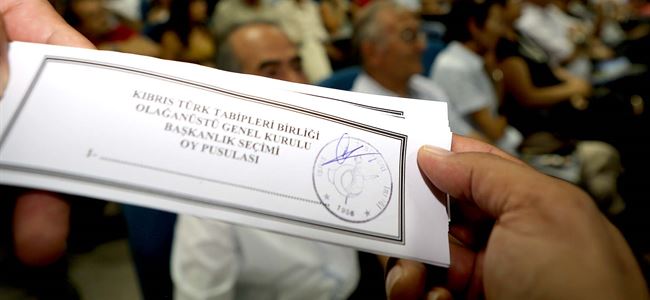 KIBRIS TÜRK TABİPLERİ BİRLİĞİ
OLAĞANÜSTÜ GENEL KURULU
BAŞKANLIK SEÇİMİ
OY PUSULASI
1-